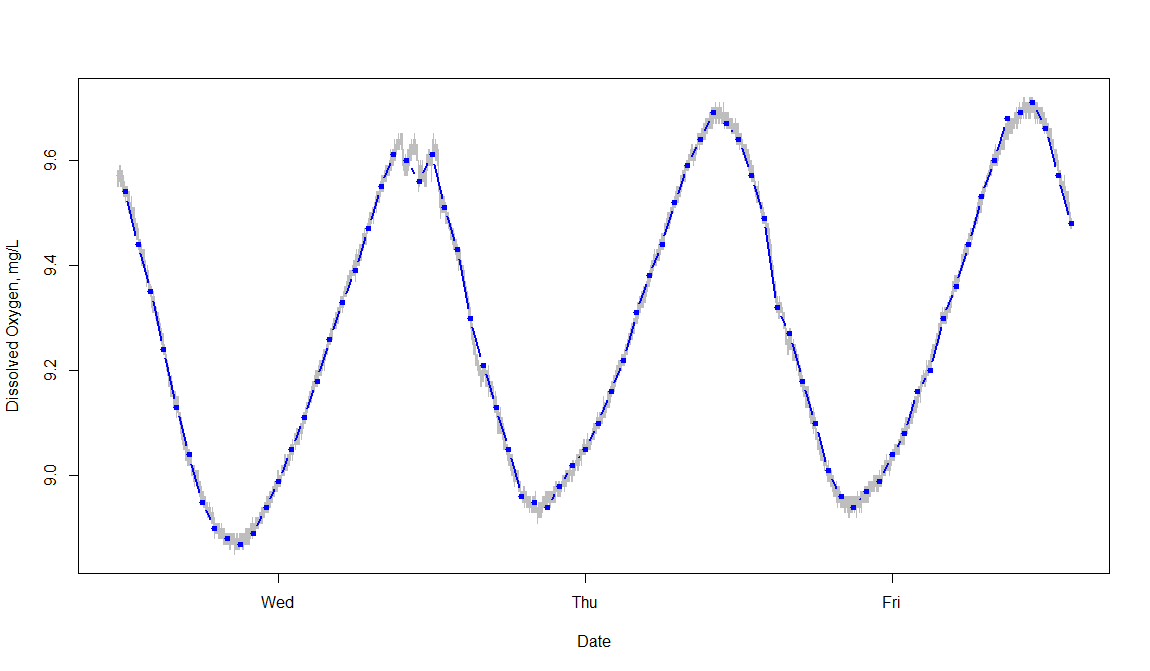 Dissolved Oxygen, mg/L
9.6
9.4
9.2
9.0
Wed
Thu
Fri
Date